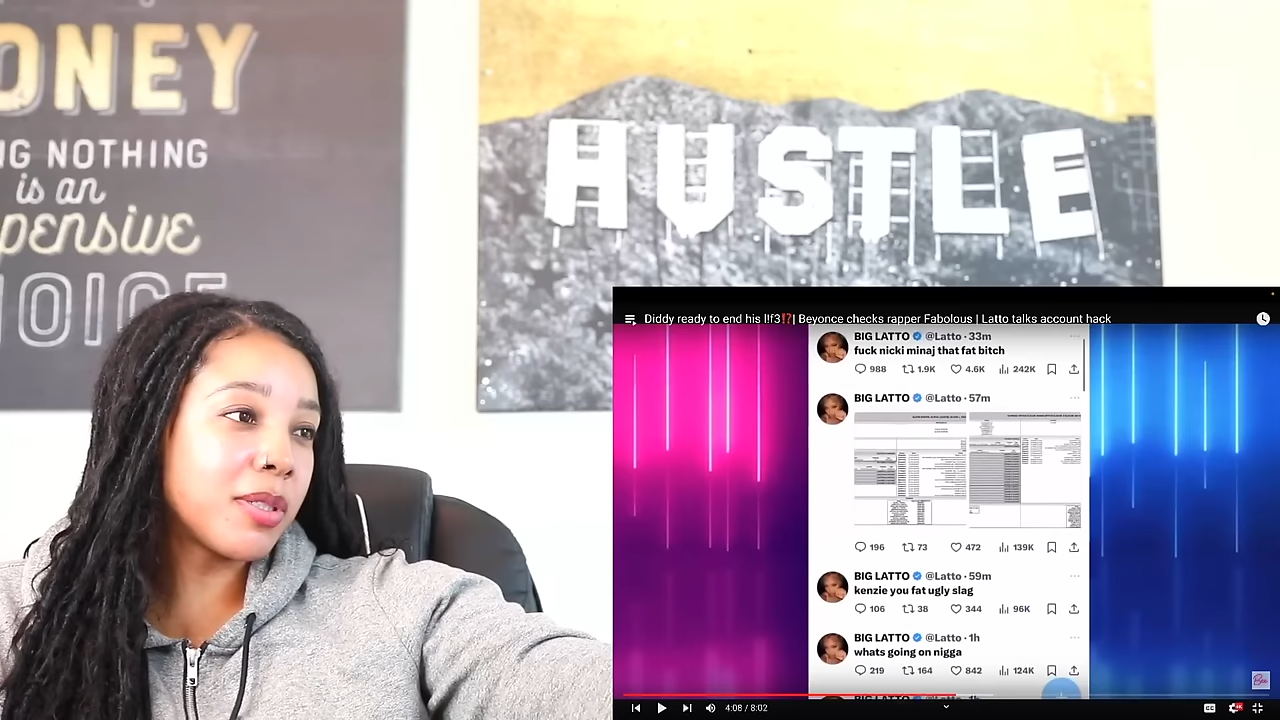 ONEY
NG NOTHING
is an
pensive
HOICE
HUSTLE
Diddy ready to end his l!f3⁉️| Beyonce checks rapper Fabolous | Latto talks account hack
BIG LATTO @Latto · 33m
fuck nicki minaj that fat bitch
988 1.9K 4.6K 242K
BIG LATTO @Latto · 57m
196 73 472 139K
BIG LATTO @Latto · 59m
kenzie you fat ugly slag
106 38 344 96K
BIG LATTO @Latto · 1h
whats going on nigga
219 164 842 124K
4:08 / 8:02